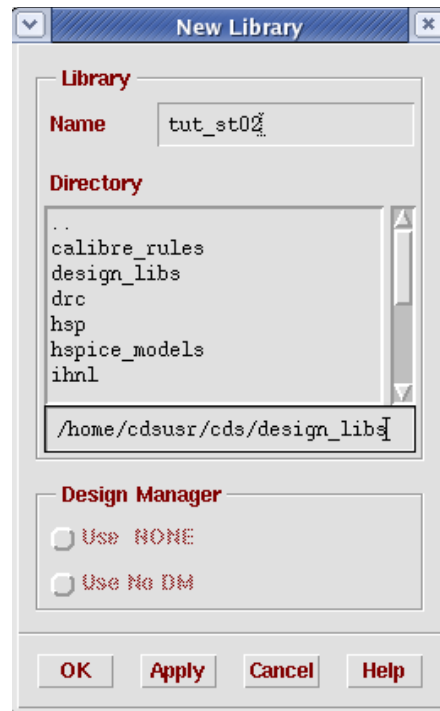 New Library
Library
Name tut_st02
Directory
..
calibre_rules
design_libs
drc
hsp
hspice_models
ihnl
/home/cdsusr/cds/design_libs
Design Manager
Use NONE
Use No DM
OK Apply Cancel Help